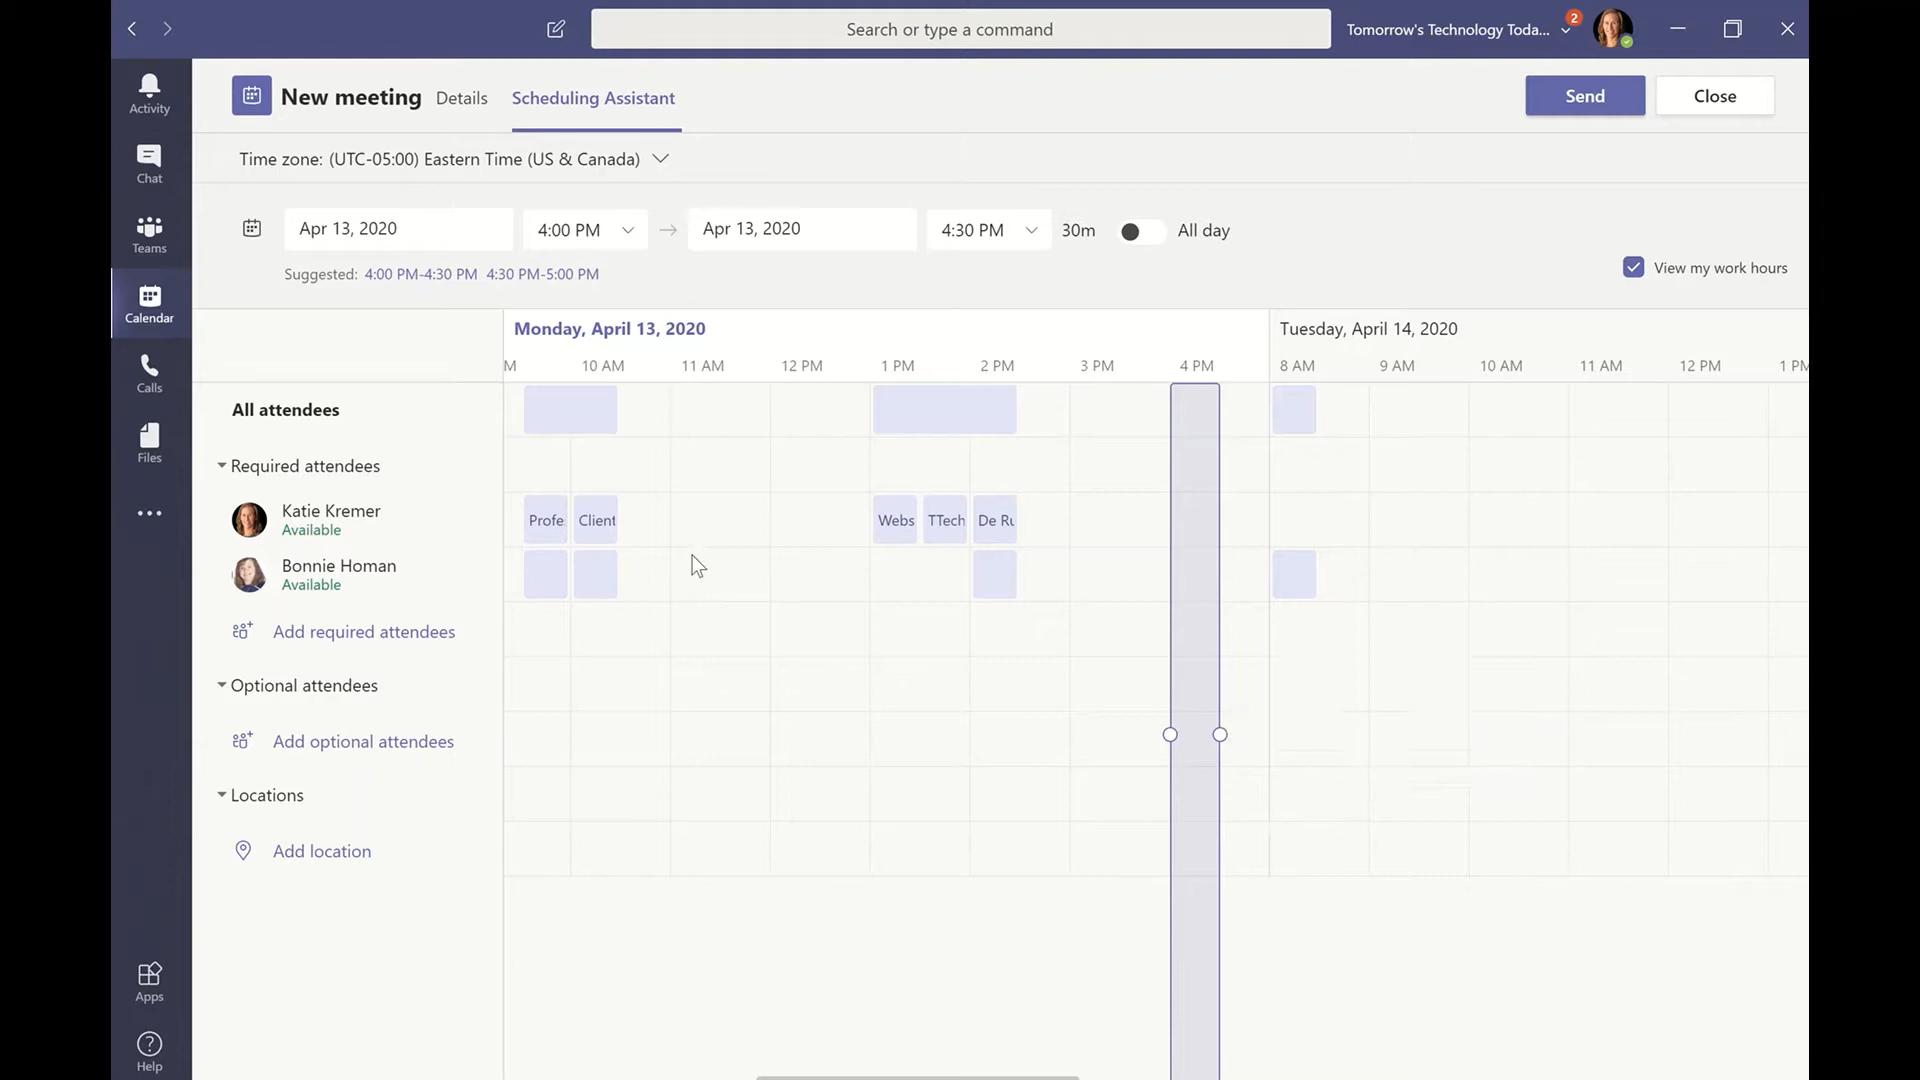 Search or type a command
Tomorrow's Technology Toda...
2
Activity
Chat
Teams
Calendar
Calls
Files
Apps
Help
New meeting
Details
Scheduling Assistant
Send
Close
Time zone: (UTC-05:00) Eastern Time (US & Canada)
Apr 13, 2020
4:00 PM
Apr 13, 2020
4:30 PM
30m
All day
Suggested: 4:00 PM-4:30 PM 4:30 PM-5:00 PM
View my work hours
Monday, April 13, 2020
Tuesday, April 14, 2020
M 10 AM 11 AM 12 PM 1 PM 2 PM 3 PM 4 PM 8 AM 9 AM 10 AM 11 AM 12 PM 1 PM
All attendees
Required attendees
Katie Kremer
Available
Profe Client Webs TTech De Ru
Bonnie Homan
Available
Add required attendees
Optional attendees
Add optional attendees
Locations
Add location